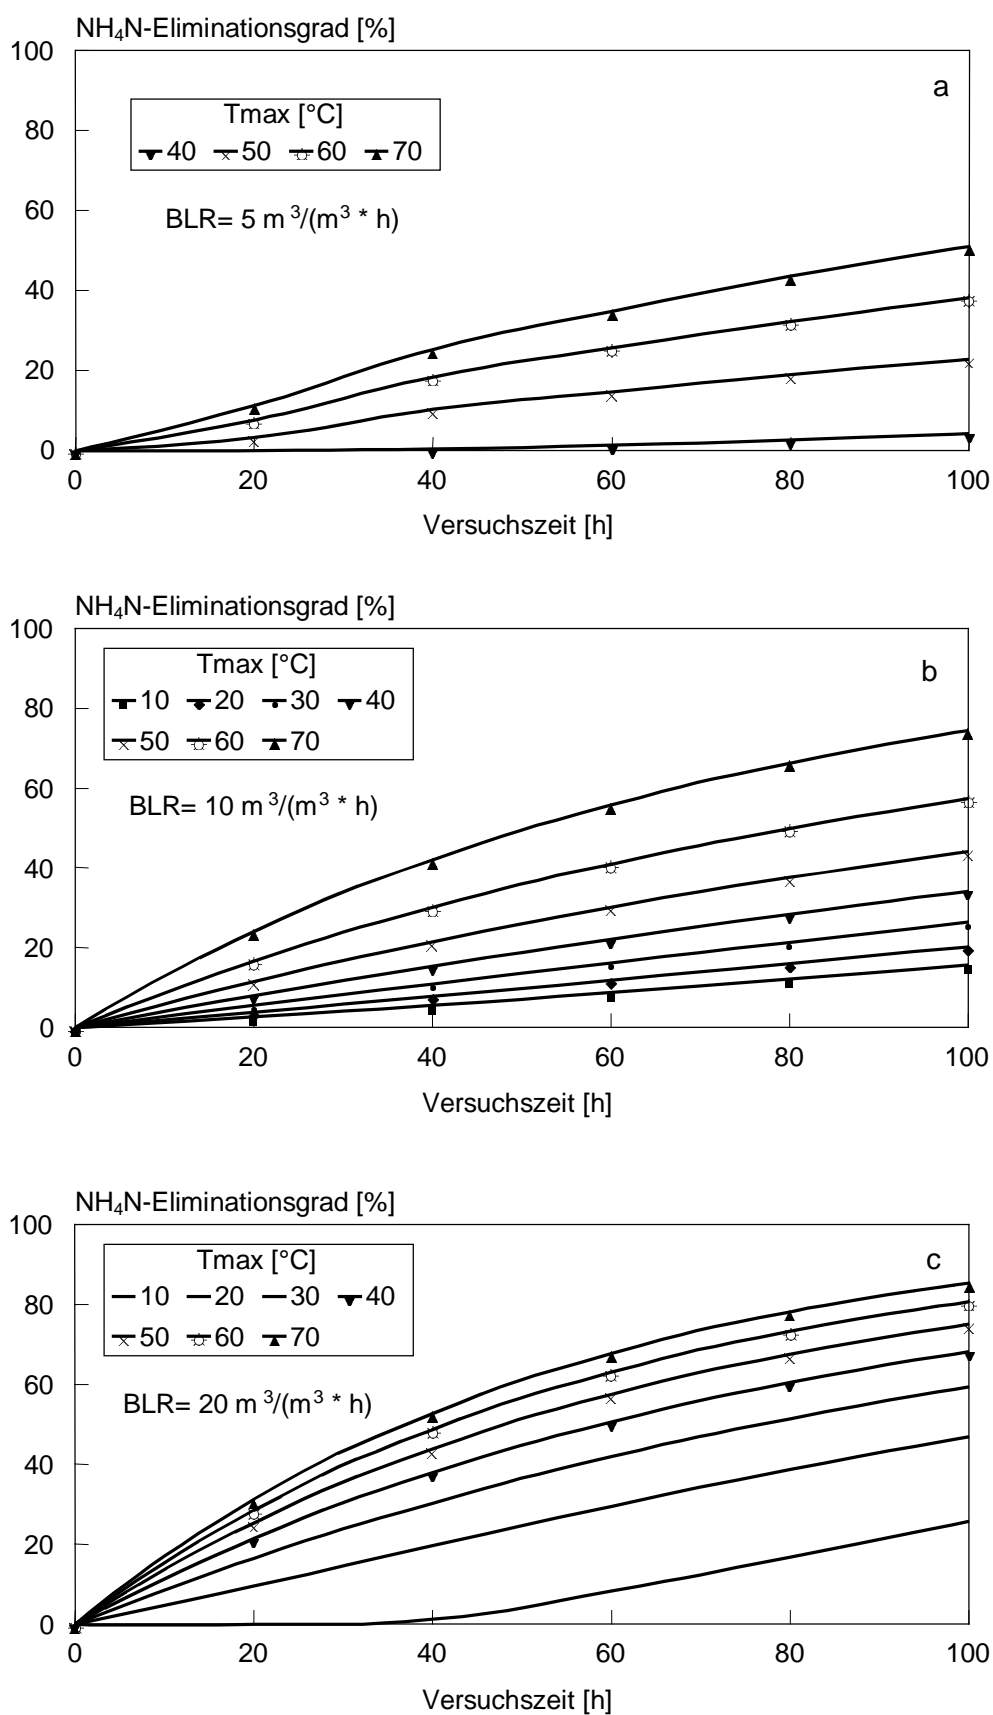 NH₄N-Eliminationsgrad [%]
100
a
80
Tmax [°C]
40 50 60 70
60
BLR= 5 m³/(m³ * h)
40
20
0
0 20 40 60 80 100
Versuchszeit [h]
NH₄N-Eliminationsgrad [%]
100
b
Tmax [°C]
10 20 30 40
80
50 60 70
60
BLR= 10 m³/(m³ * h)
40
20
0
0 20 40 60 80 100
Versuchszeit [h]
NH₄N-Eliminationsgrad [%]
100
c
Tmax [°C]
10 20 30 40
80
50 60 70
60
BLR= 20 m³/(m³ * h)
40
20
0
0 20 40 60 80 100
Versuchszeit [h]